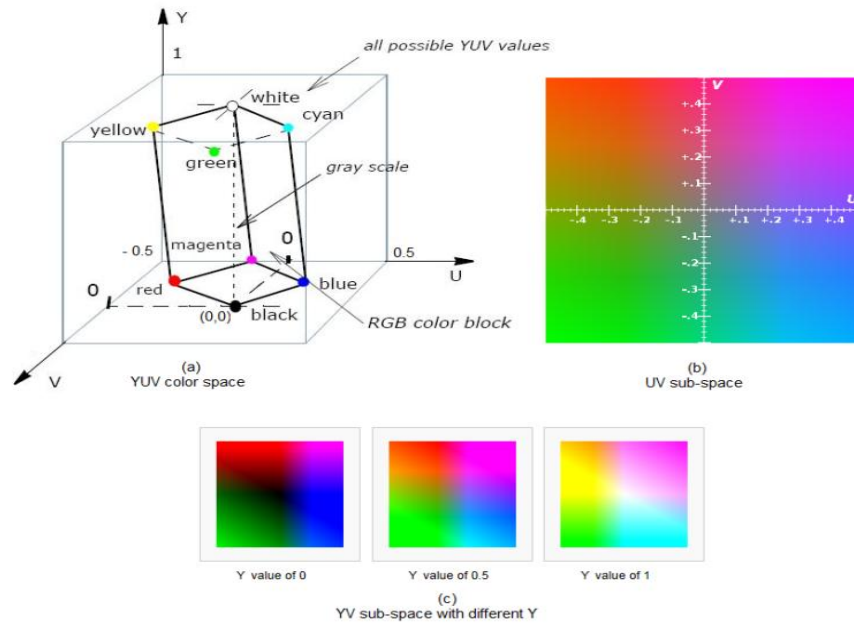 Y
1
all possible YUV values
white
yellow
cyan
green
gray scale
magenta
0
- 0.5
0.5
U
red
blue
0
(0,0)
black
RGB color block
V
(a)
YUV color space
V
+.4
+.3
+.2
+.1
U
-.4 -.3 -.2 -.1 +.1 +.2 +.3 +.4
-.1
-.2
-.3
-.4
(b)
UV sub-space
Y value of 0
Y value of 0.5
Y value of 1
(c)
YV sub-space with different Y